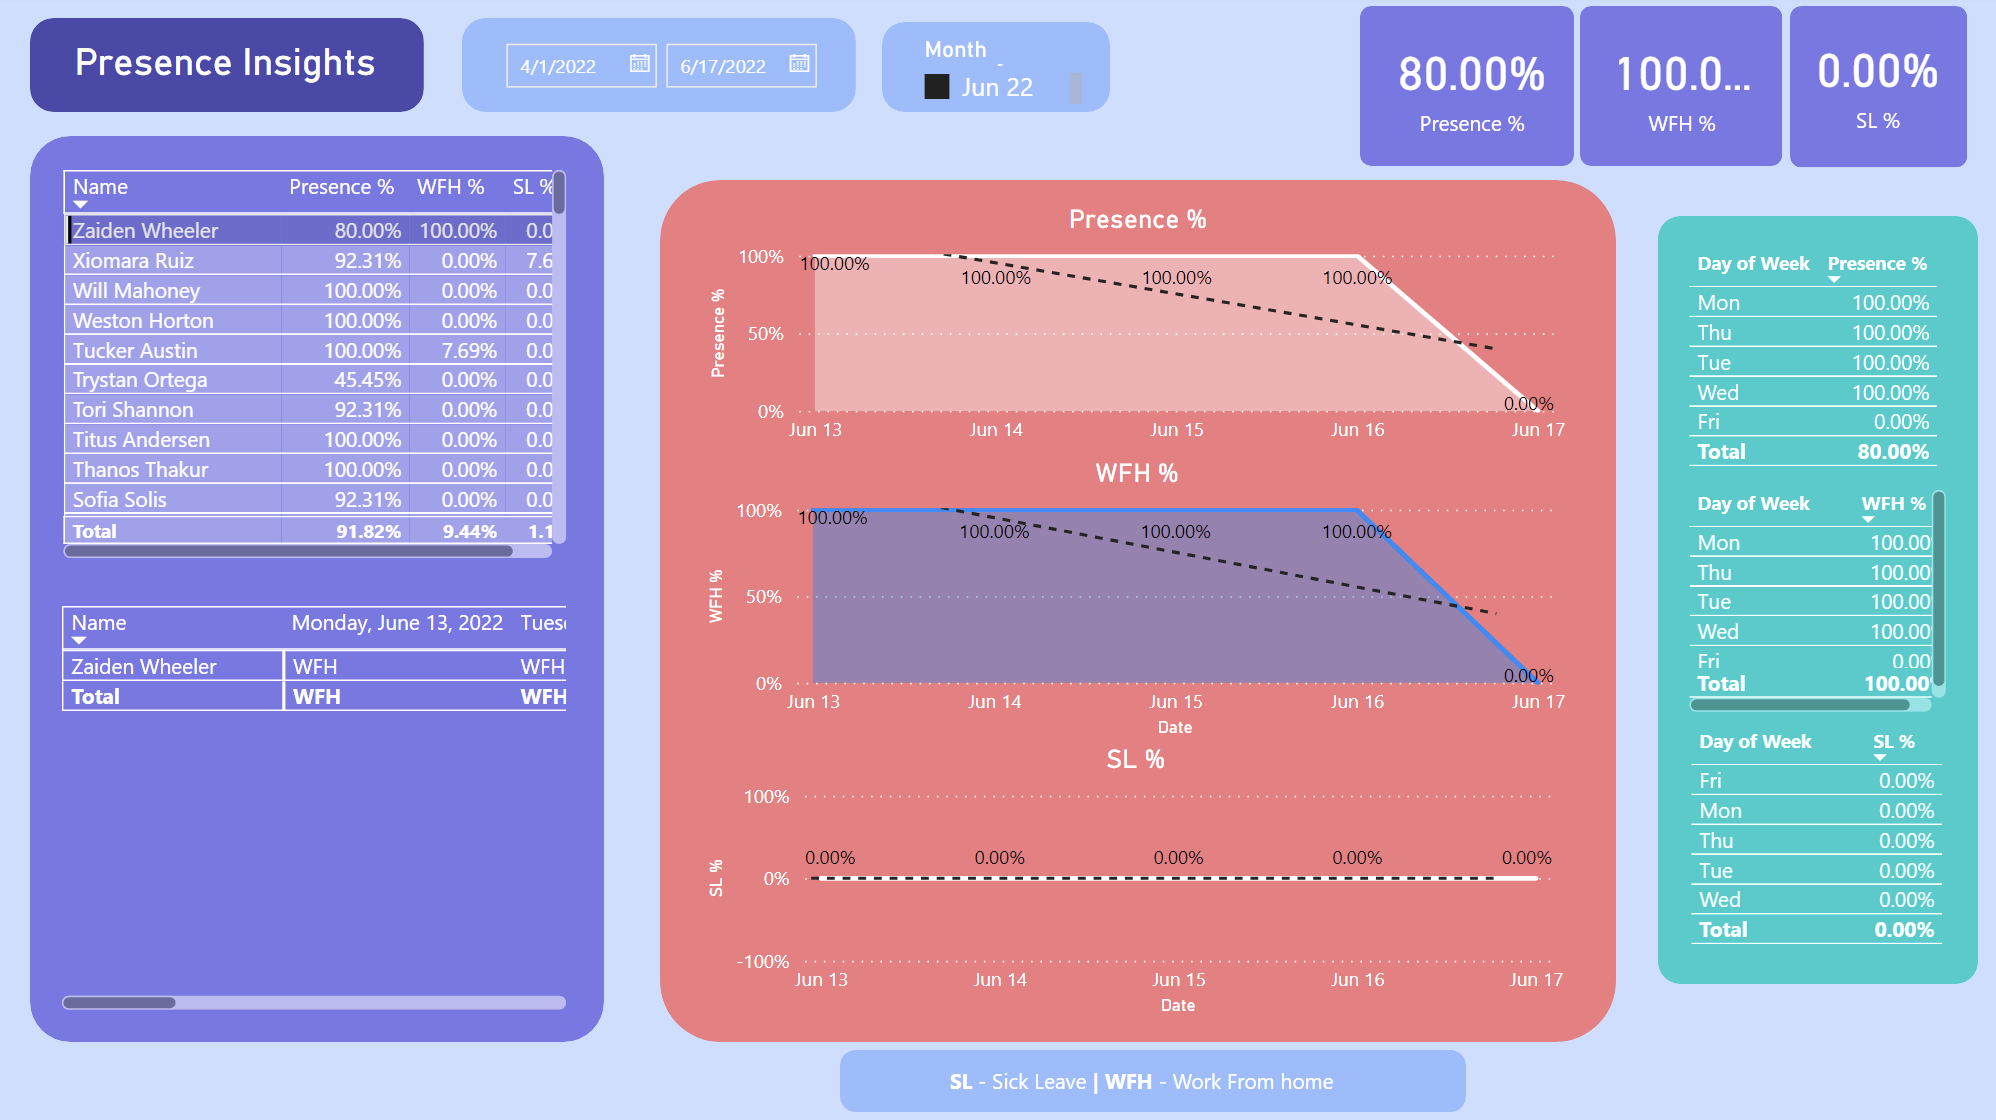 Presence Insights
4/1/2022
6/17/2022
Month
Jun 22
80.00%
Presence %
100.0...
WFH %
0.00%
SL %
Name Presence % WFH % SL %
Zaiden Wheeler 80.00% 100.00% 0.0
Xiomara Ruiz 92.31% 0.00% 7.6
Will Mahoney 100.00% 0.00% 0.0
Weston Horton 100.00% 0.00% 0.0
Tucker Austin 100.00% 7.69% 0.0
Trystan Ortega 45.45% 0.00% 0.0
Tori Shannon 92.31% 0.00% 0.0
Titus Andersen 100.00% 0.00% 0.0
Thanos Thakur 100.00% 0.00% 0.0
Sofia Solis 92.31% 0.00% 0.0
Total 91.82% 9.44% 1.1
Name Monday, June 13, 2022 Tues
Zaiden Wheeler WFH WFH
Total WFH WFH
Presence %
Presence %
100%
50%
0%
100.00% 100.00% 100.00% 100.00% 0.00%
Jun 13 Jun 14 Jun 15 Jun 16 Jun 17
WFH %
WFH %
100%
50%
0%
100.00% 100.00% 100.00% 100.00% 0.00%
Jun 13 Jun 14 Jun 15 Jun 16 Jun 17
Date
SL %
SL %
100%
0%
-100%
0.00% 0.00% 0.00% 0.00% 0.00%
Jun 13 Jun 14 Jun 15 Jun 16 Jun 17
Date
Day of Week Presence %
Mon 100.00%
Thu 100.00%
Tue 100.00%
Wed 100.00%
Fri 0.00%
Total 80.00%
Day of Week WFH %
Mon 100.00
Thu 100.00
Tue 100.00
Wed 100.00
Fri 0.00
Total 100.00
Day of Week SL %
Fri 0.00%
Mon 0.00%
Thu 0.00%
Tue 0.00%
Wed 0.00%
Total 0.00%
SL - Sick Leave | WFH - Work From home